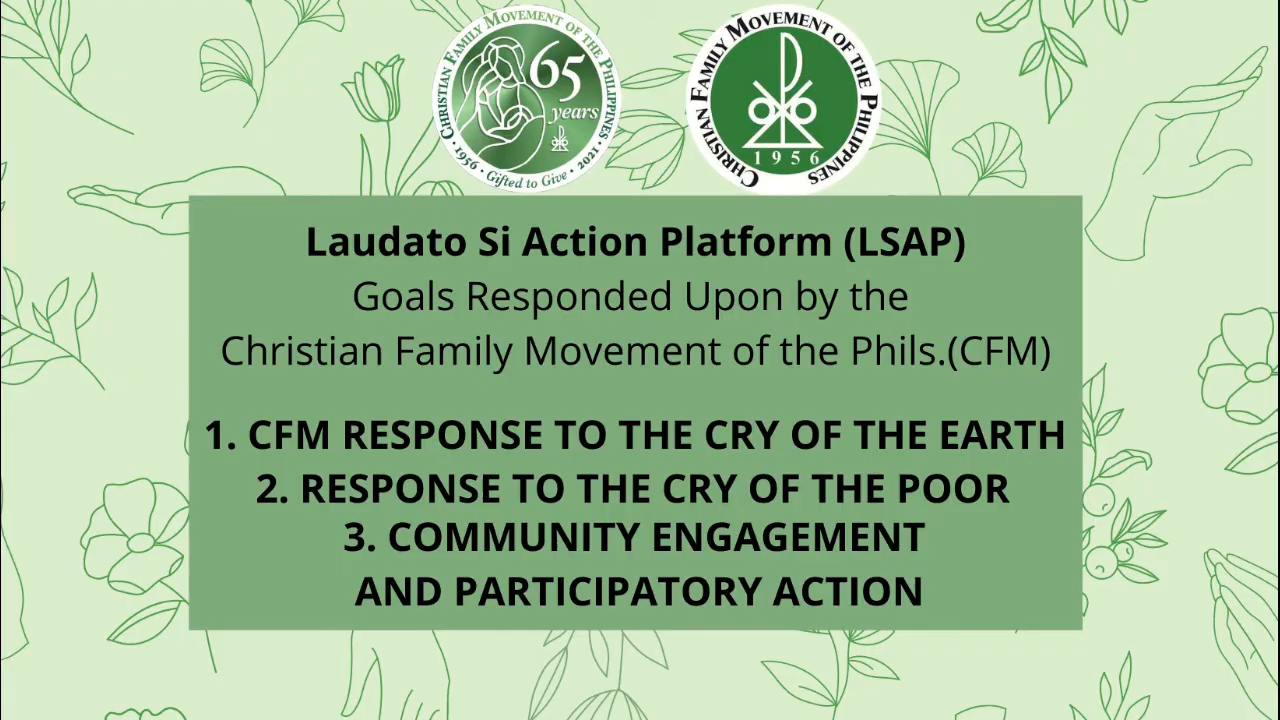 CHRISTIAN FAMILY MOVEMENT OF THE PHILIPPINES
65
years
• 1956 • Gifted to Give • 2021 •
CHRISTIAN FAMILY MOVEMENT OF THE PHILIPPINES
1956
Laudato Si Action Platform (LSAP)
Goals Responded Upon by the
Christian Family Movement of the Phils.(CFM)
1. CFM RESPONSE TO THE CRY OF THE EARTH
2. RESPONSE TO THE CRY OF THE POOR
3. COMMUNITY ENGAGEMENT
AND PARTICIPATORY ACTION